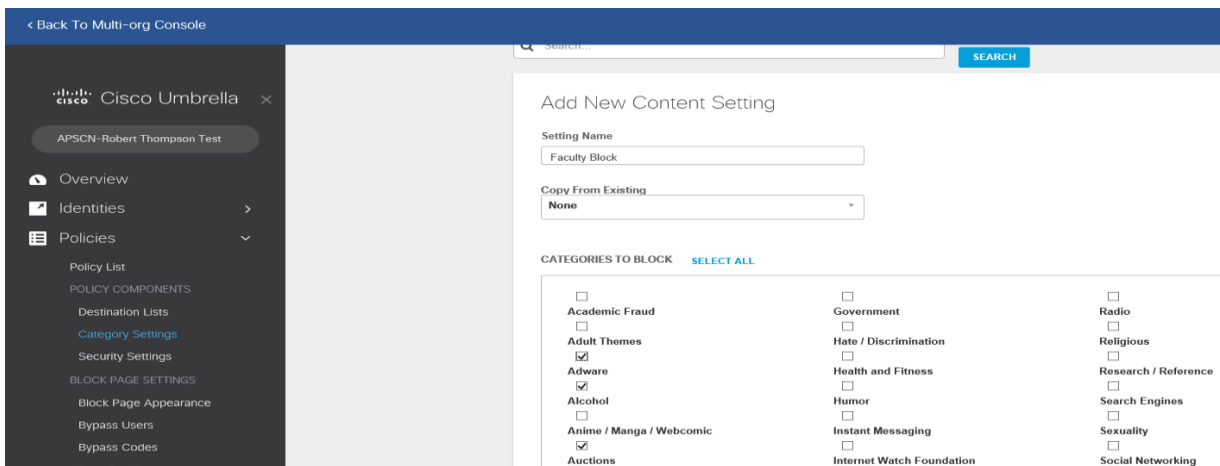 < Back To Multi-org Console
Search...
SEARCH
cisco Cisco Umbrella ×
APSCN-Robert Thompson Test
Overview
Identities >
Policies
Policy List
POLICY COMPONENTS
Destination Lists
Category Settings
Security Settings
BLOCK PAGE SETTINGS
Block Page Appearance
Bypass Users
Bypass Codes
Add New Content Setting
Setting Name
Faculty Block
Copy From Existing
None
CATEGORIES TO BLOCK SELECT ALL
Academic Fraud Government Radio
Adult Themes Hate / Discrimination Religious
Adware Health and Fitness Research / Reference
Alcohol Humor Search Engines
Anime / Manga / Webcomic Instant Messaging Sexuality
Auctions Internet Watch Foundation Social Networking